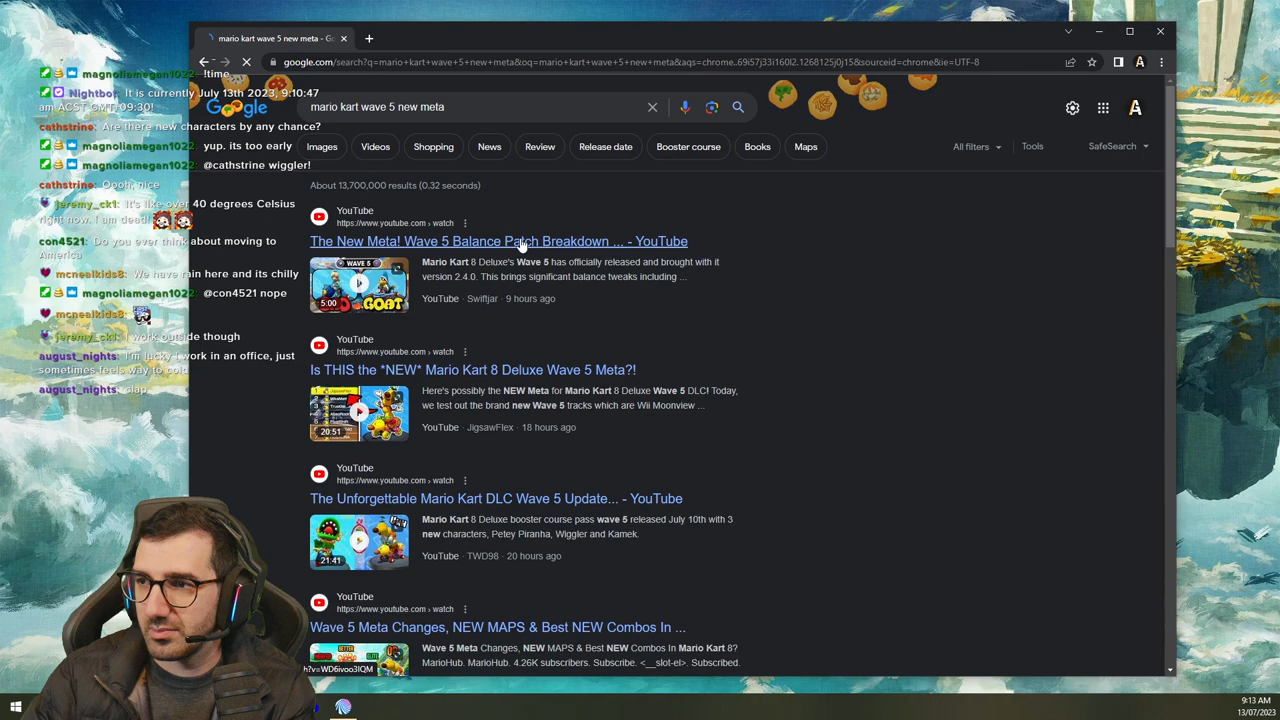 mario kart wave 5 new meta - Go
google.com/search?q=mario+kart+wave+5+new+meta&oq=mario+kart+wave+5+new+meta&aqs=chrome..69i57j33i160l2.1268125j0j15&sourceid=chrome&ie=UTF-8
magnoliamegan1022: !time
Nightbot: It is currently July 13th 2023, 9:10:47
am ACST GMT+09:30!
cathstrine: Are there new characters by any chance?
magnoliamegan1022: yup. its too early
magnoliamegan1022: @cathstrine wiggler!
cathstrine: Oooh, nice
jeremy_ck1: It's like over 40 degrees Celsius
right now. I am dead!
con4521: Do you ever think about moving to
America
mcnealkids8: We have rain here and its chilly
magnoliamegan1022: @con4521 nope
mcnealkids8:
jeremy_ck1: I work outside though
august_nights: I'm lucky I work in an office, just
sometimes feels way to cold
august_nights: clap
Google
mario kart wave 5 new meta
Images
Videos
Shopping
News
Review
Release date
Booster course
Books
Maps
All filters
Tools
SafeSearch
About 13,700,000 results (0.32 seconds)
YouTube
https://www.youtube.com › watch
The New Meta! Wave 5 Balance Patch Breakdown ... - YouTube
WAVE 5
GOAT
5:00
Mario Kart 8 Deluxe's Wave 5 has officially released and brought with it
version 2.4.0. This brings significant balance tweaks including ...
YouTube · Swiftjar · 9 hours ago
YouTube
https://www.youtube.com › watch
Is THIS the *NEW* Mario Kart 8 Deluxe Wave 5 Meta?!
20:51
Here's possibly the NEW Meta for Mario Kart 8 Deluxe Wave 5 DLC! Today,
we test out the brand new Wave 5 tracks which are Wii Moonview ...
YouTube · JigsawFlex · 18 hours ago
YouTube
https://www.youtube.com › watch
The Unforgettable Mario Kart DLC Wave 5 Update... - YouTube
21:41
Mario Kart 8 Deluxe booster course pass wave 5 released July 10th with 3
new characters, Petey Piranha, Wiggler and Kamek.
YouTube · TWD98 · 20 hours ago
YouTube
https://www.youtube.com › watch
Wave 5 Meta Changes, NEW MAPS & Best NEW Combos In ...
Wave 5 Meta Changes, NEW MAPS & Best NEW Combos In Mario Kart 8?
MarioHub. MarioHub. 4.26K subscribers. Subscribe. <__slot-el>. Subscribed.
h?v=WD6ivoo3IQM
9:13 AM
13/07/2023